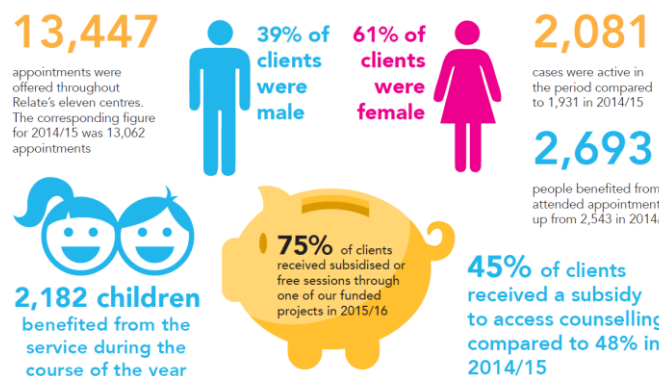 13,447
appointments were
offered throughout
Relate's eleven centres.
The corresponding figure
for 2014/15 was 13,062
appointments
39% of
clients
were
male
61% of
clients
were
female
2,081
cases were active in
the period compared
to 1,931 in 2014/15
2,693
people benefited from
attended appointment
up from 2,543 in 2014/
2,182 children
benefited from the
service during the
course of the year
75% of clients
received subsidised or
free sessions through
one of our funded
projects in 2015/16
45% of clients
received a subsidy
to access counselling
compared to 48% in
2014/15